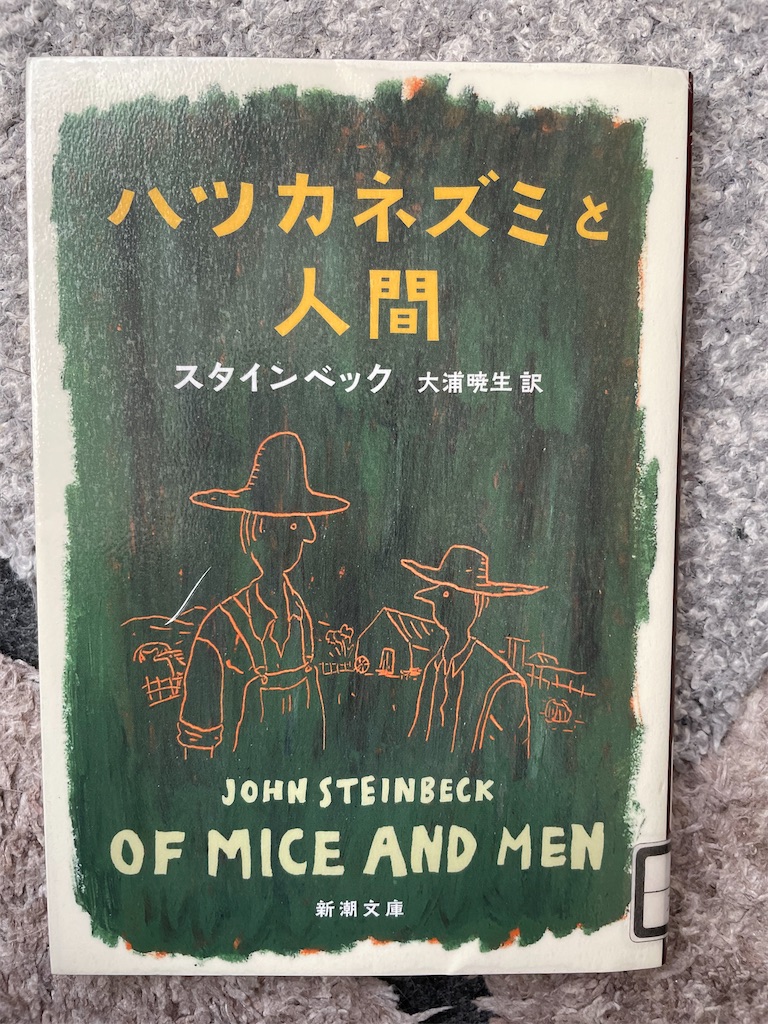 ハツカネズミと
人間
スタインベック 大浦暁生 訳
JOHN STEINBECK
OF MICE AND MEN
新潮文庫